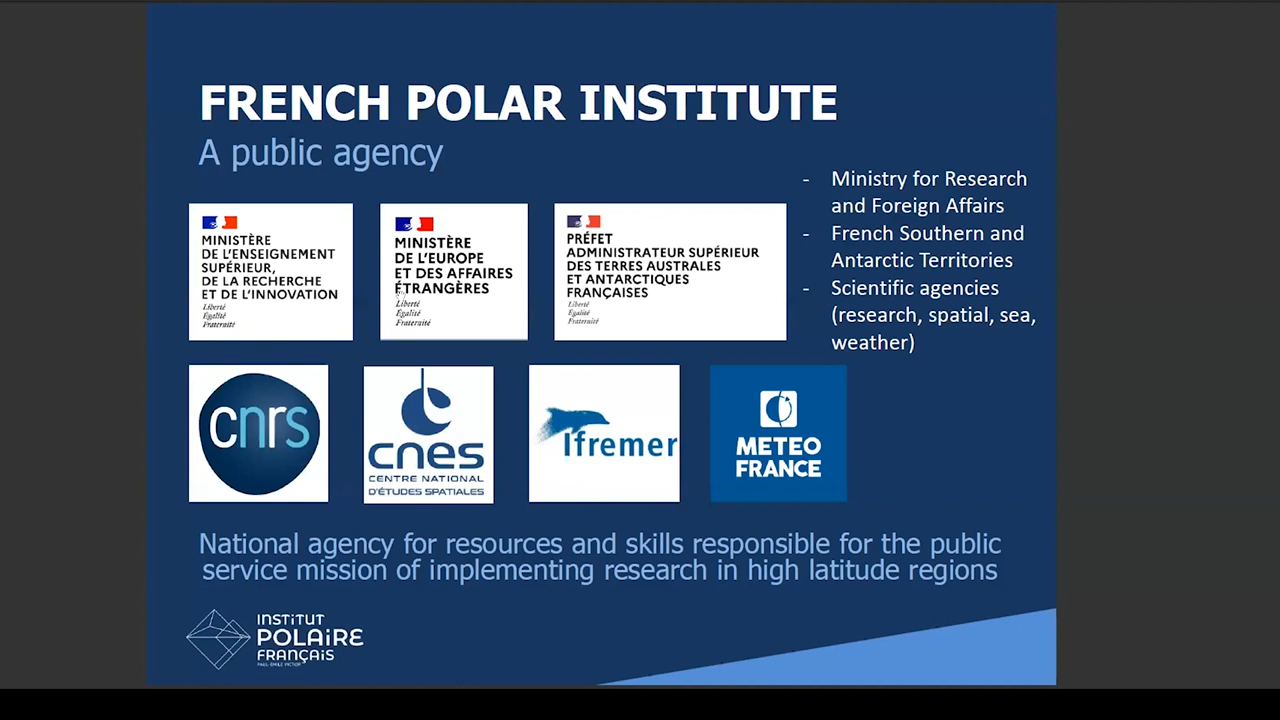 FRENCH POLAR INSTITUTE
A public agency
- Ministry for Research
and Foreign Affairs
- French Southern and
Antarctic Territories
- Scientific agencies
(research, spatial, sea,
weather)
MINISTÈRE
DE L'ENSEIGNEMENT
SUPÉRIEUR,
DE LA RECHERCHE
ET DE L'INNOVATION
Liberté
Égalité
Fraternité
MINISTÈRE
DE L'EUROPE
ET DES AFFAIRES
ÉTRANGÈRES
Liberté
Égalité
Fraternité
PRÉFET
ADMINISTRATEUR SUPÉRIEUR
DES TERRES AUSTRALES
ET ANTARCTIQUES
FRANÇAISES
Liberté
Égalité
Fraternité
cnrs
cnes
CENTRE NATIONAL
D'ÉTUDES SPATIALES
Ifremer
METEO
FRANCE
National agency for resources and skills responsible for the public
service mission of implementing research in high latitude regions
INSTITUT
POLAIRE
FRANÇAIS
PAUL-ÉMILE VICTOR